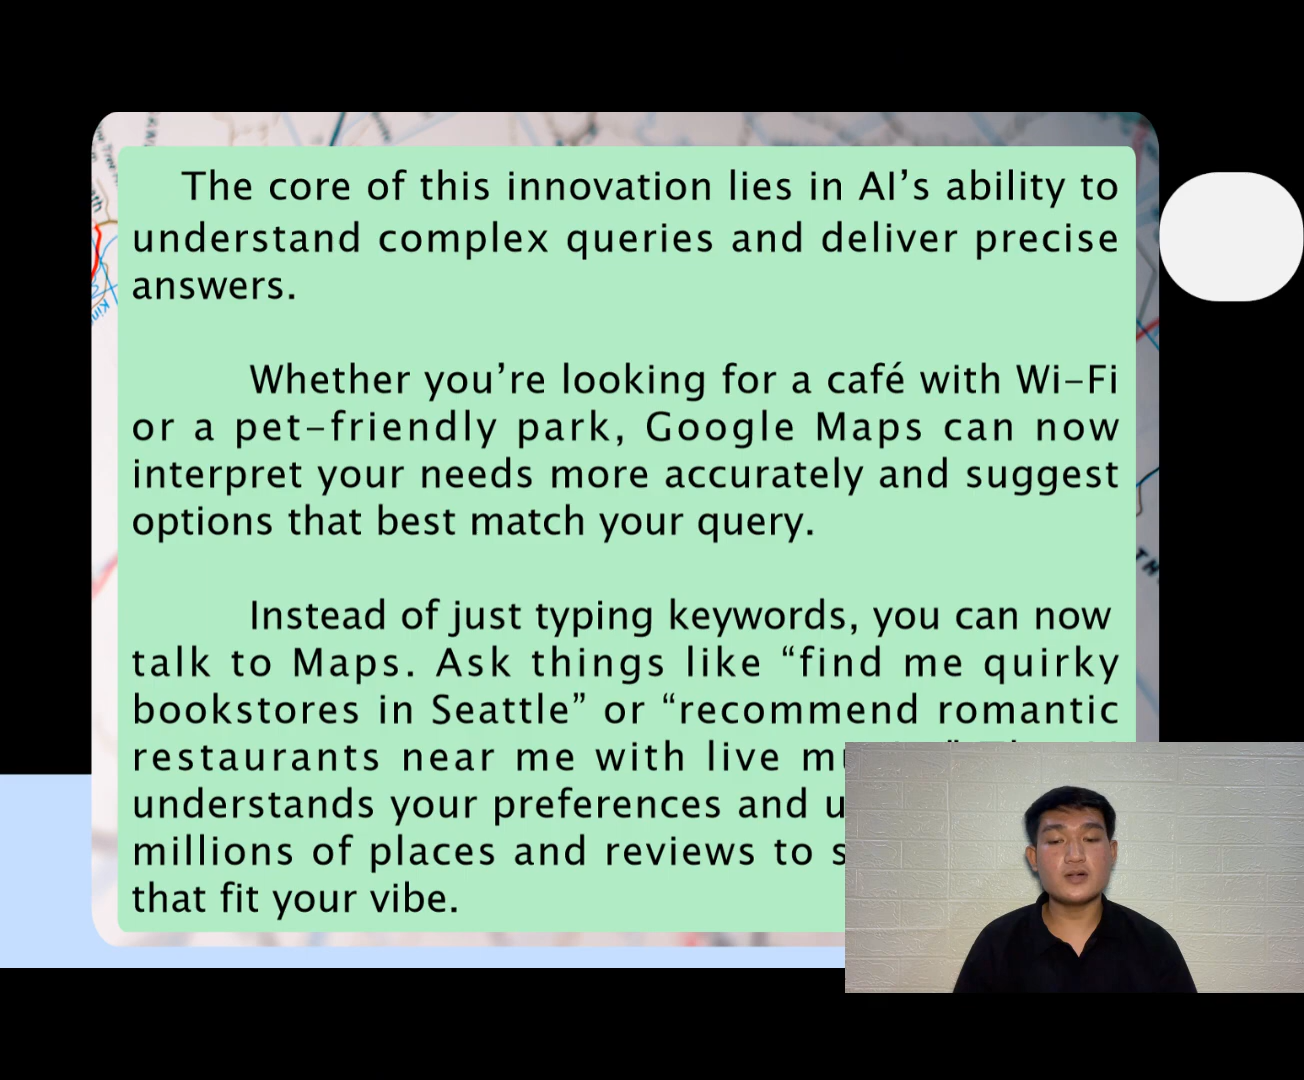 The core of this innovation lies in AI’s ability to
understand complex queries and deliver precise
answers.
Whether you’re looking for a café with Wi-Fi
or a pet-friendly park, Google Maps can now
interpret your needs more accurately and suggest
options that best match your query.
Instead of just typing keywords, you can now
talk to Maps. Ask things like “find me quirky
bookstores in Seattle” or “recommend romantic
restaurants near me with live
understands your preferences and
millions of places and reviews to
that fit your vibe.